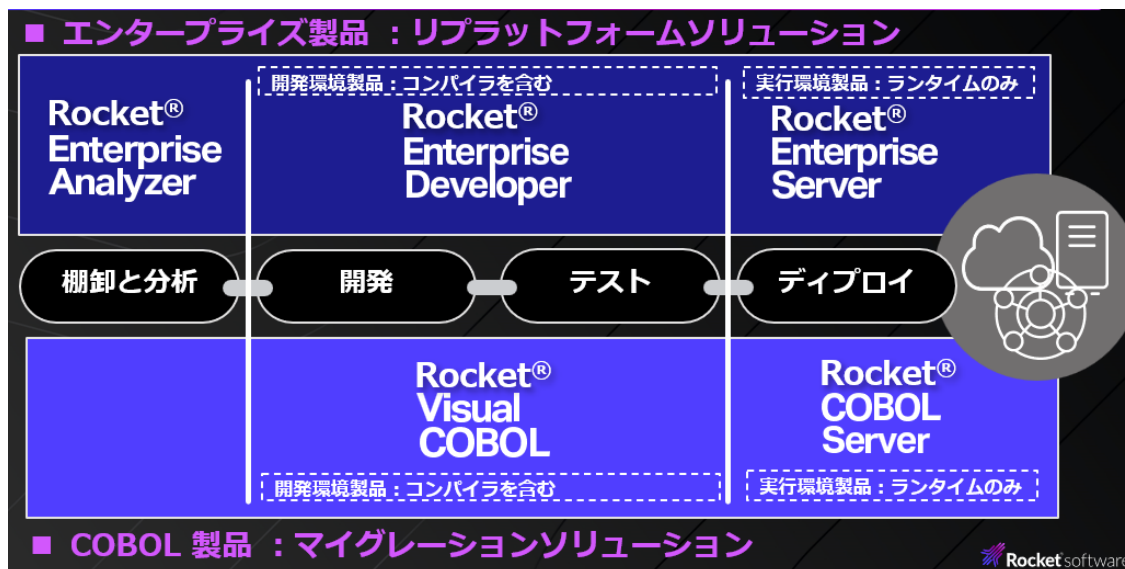 ■ エンタープライズ製品 ：リプラットフォームソリューション
開発環境製品：コンパイラを含む
実行環境製品：ランタイムのみ
Rocket®
Enterprise
Analyzer
Rocket®
Enterprise
Developer
Rocket®
Enterprise
Server
棚卸と分析
開発
テスト
ディプロイ
Rocket®
Visual
COBOL
Rocket®
COBOL
Server
開発環境製品：コンパイラを含む
実行環境製品：ランタイムのみ
■ COBOL 製品 ：マイグレーションソリューション
Rocket software